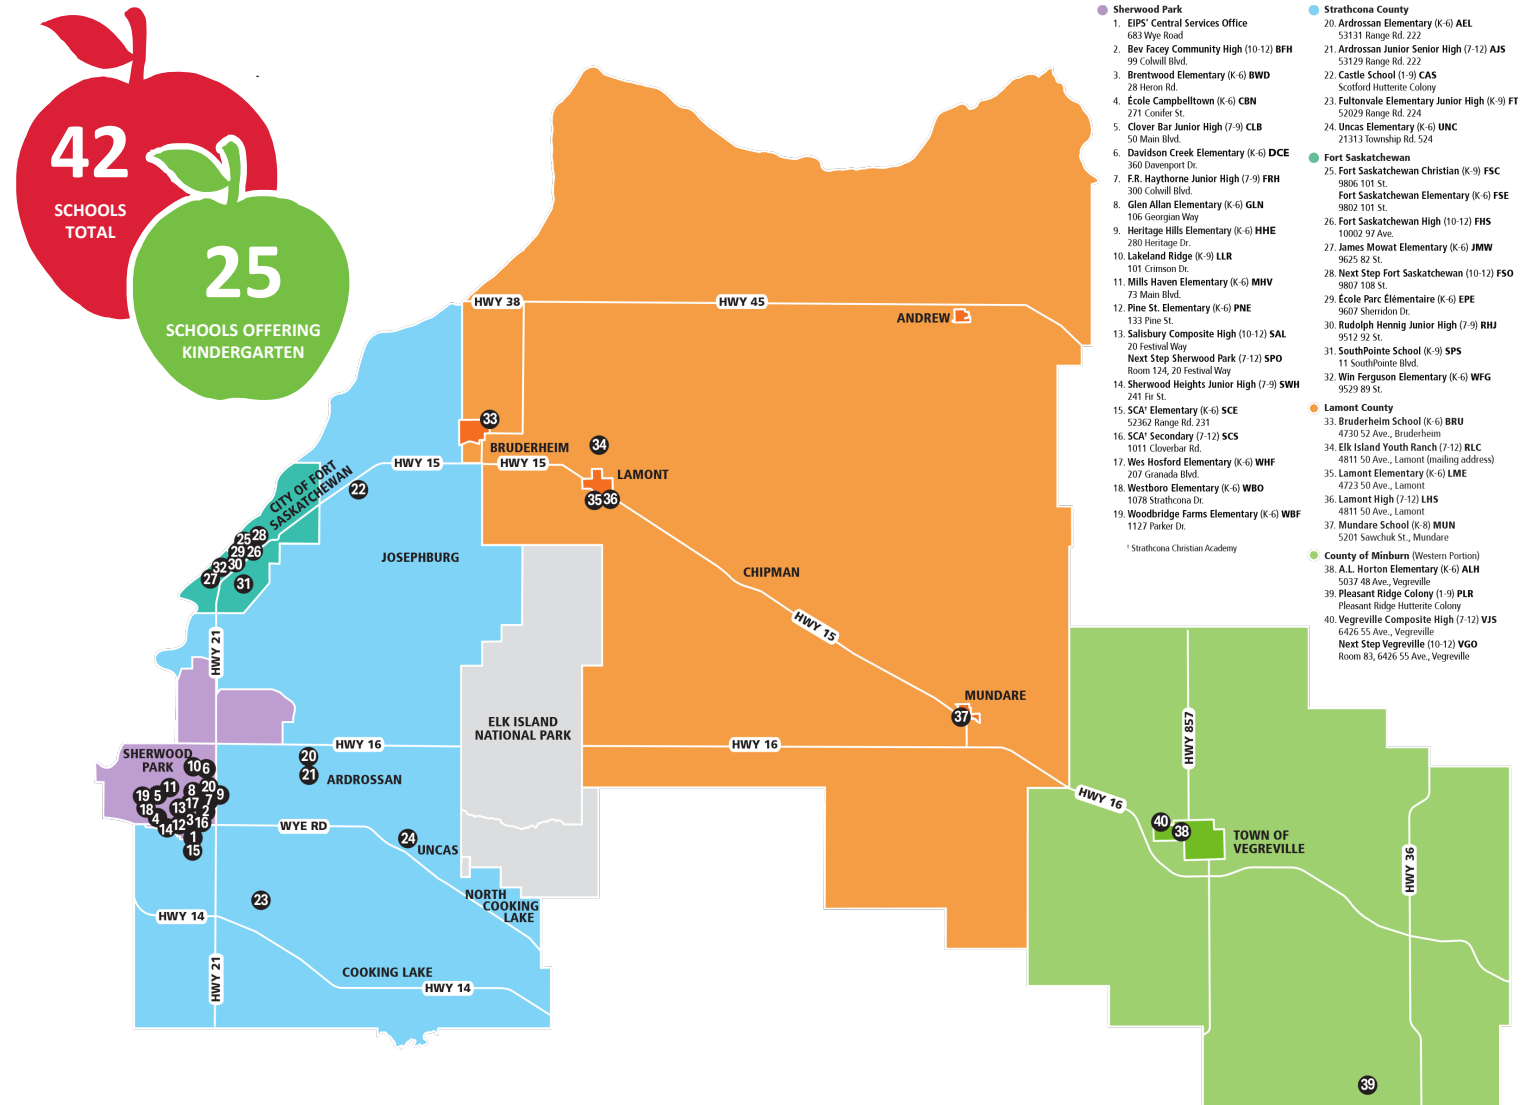 42
SCHOOLS
TOTAL
25
SCHOOLS OFFERING
KINDERGARTEN
HWY 38
HWY 45
ANDREW
33
BRUDERHEIM
34
HWY 15
HWY 15
LAMONT
CITY OF FORT
SASKATCHEWAN
22
35
36
25
28
29
26
32
30
27
31
JOSEPHBURG
CHIPMAN
HWY 15
HWY 21
MUNDARE
37
ELK ISLAND
NATIONAL PARK
HWY 16
HWY 16
HWY 857
SHERWOOD
PARK
10
6
20
21
ARDROSSAN
11
8
20
19
5
9
18
13
17
7
2
4
12
3
16
14
1
15
WYE RD
24
UNCAS
HWY 16
40
38
TOWN OF
VEGREVILLE
HWY 36
23
NORTH
COOKING
LAKE
HWY 14
HWY 21
COOKING LAKE
HWY 14
39
Sherwood Park
1. EIPS' Central Services Office
683 Wye Road
2. Bev Facey Community High (10-12) BFH
99 Colwill Blvd.
3. Brentwood Elementary (K-6) BWD
28 Heron Rd.
4. École Campbelltown (K-6) CBN
271 Conifer St.
5. Clover Bar Junior High (7-9) CLB
50 Main Blvd.
6. Davidson Creek Elementary (K-6) DCE
360 Davenport Dr.
7. F.R. Haythorne Junior High (7-9) FRH
300 Colwill Blvd.
8. Glen Allan Elementary (K-6) GLN
106 Georgian Way
9. Heritage Hills Elementary (K-6) HHE
280 Heritage Dr.
10. Lakeland Ridge (K-9) LLR
101 Crimson Dr.
11. Mills Haven Elementary (K-6) MHV
73 Main Blvd.
12. Pine St. Elementary (K-6) PNE
133 Pine St.
13. Salisbury Composite High (10-12) SAL
20 Festival Way
Next Step Sherwood Park (7-12) SPO
Room 124, 20 Festival Way
14. Sherwood Heights Junior High (7-9) SWH
241 Fir St.
15. SCA† Elementary (K-6) SCE
52362 Range Rd. 231
16. SCA† Secondary (7-12) SCS
1011 Cloverbar Rd.
17. Wes Hosford Elementary (K-6) WHF
207 Granada Blvd.
18. Westboro Elementary (K-6) WBO
1078 Strathcona Dr.
19. Woodbridge Farms Elementary (K-6) WBF
1127 Parker Dr.
† Strathcona Christian Academy
Strathcona County
20. Ardrossan Elementary (K-6) AEL
53131 Range Rd. 222
21. Ardrossan Junior Senior High (7-12) AJS
53129 Range Rd. 222
22. Castle School (1-9) CAS
Scotford Hutterite Colony
23. Fultonvale Elementary Junior High (K-9) FT
52029 Range Rd. 224
24. Uncas Elementary (K-6) UNC
21313 Township Rd. 524
Fort Saskatchewan
25. Fort Saskatchewan Christian (K-9) FSC
9806 101 St.
Fort Saskatchewan Elementary (K-6) FSE
9802 101 St.
26. Fort Saskatchewan High (10-12) FHS
10002 97 Ave.
27. James Mowat Elementary (K-6) JMW
9625 82 St.
28. Next Step Fort Saskatchewan (10-12) FSO
9807 108 St.
29. École Parc Élémentaire (K-6) EPE
9607 Sherridon Dr.
30. Rudolph Hennig Junior High (7-9) RHJ
9512 92 St.
31. SouthPointe School (K-9) SPS
11 SouthPointe Blvd.
32. Win Ferguson Elementary (K-6) WFG
9529 89 St.
Lamont County
33. Bruderheim School (K-6) BRU
4730 52 Ave., Bruderheim
34. Elk Island Youth Ranch (7-12) RLC
4811 50 Ave., Lamont (mailing address)
35. Lamont Elementary (K-6) LME
4723 50 Ave., Lamont
36. Lamont High (7-12) LHS
4811 50 Ave., Lamont
37. Mundare School (K-8) MUN
5201 Sawchuk St., Mundare
County of Minburn (Western Portion)
38. A.L. Horton Elementary (K-6) ALH
5037 48 Ave., Vegreville
39. Pleasant Ridge Colony (1-9) PLR
Pleasant Ridge Hutterite Colony
40. Vegreville Composite High (7-12) VJS
6426 55 Ave., Vegreville
Next Step Vegreville (10-12) VGO
Room 83, 6426 55 Ave., Vegreville